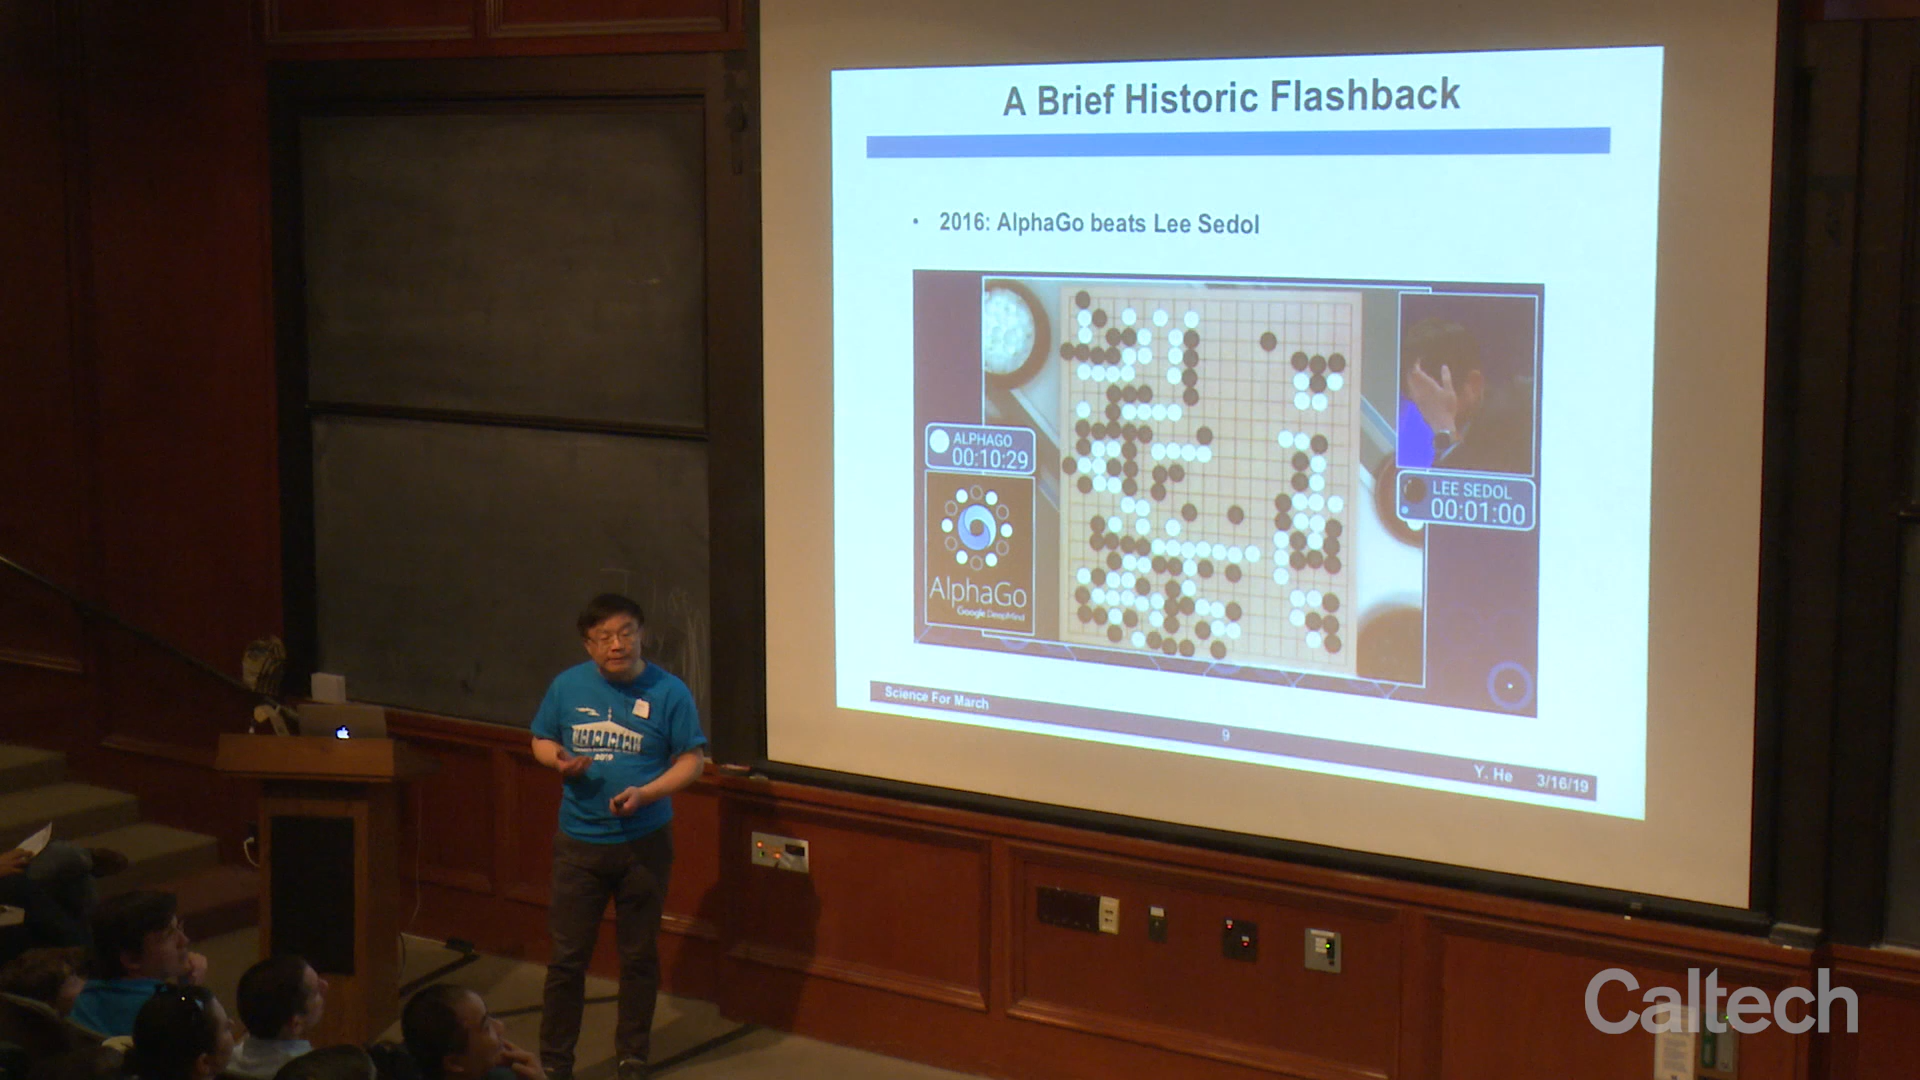 A Brief Historic Flashback
• 2016: AlphaGo beats Lee Sedol
ALPHAGO
00:10:29
LEE SEDOL
00:01:00
AlphaGo
Google DeepMind
Science For March
9
Y. He 3/16/19
2019
Caltech